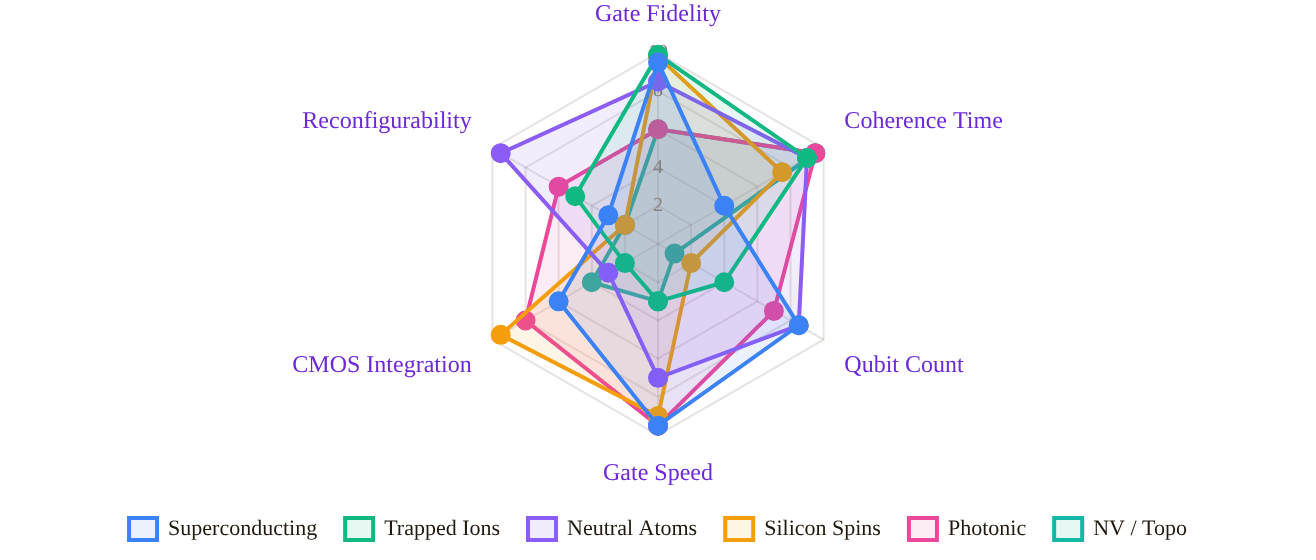 Gate Fidelity
Reconfigurability
Coherence Time
8
4
2
CMOS Integration
Qubit Count
Gate Speed
Superconducting Trapped Ions Neutral Atoms Silicon Spins Photonic NV / Topo